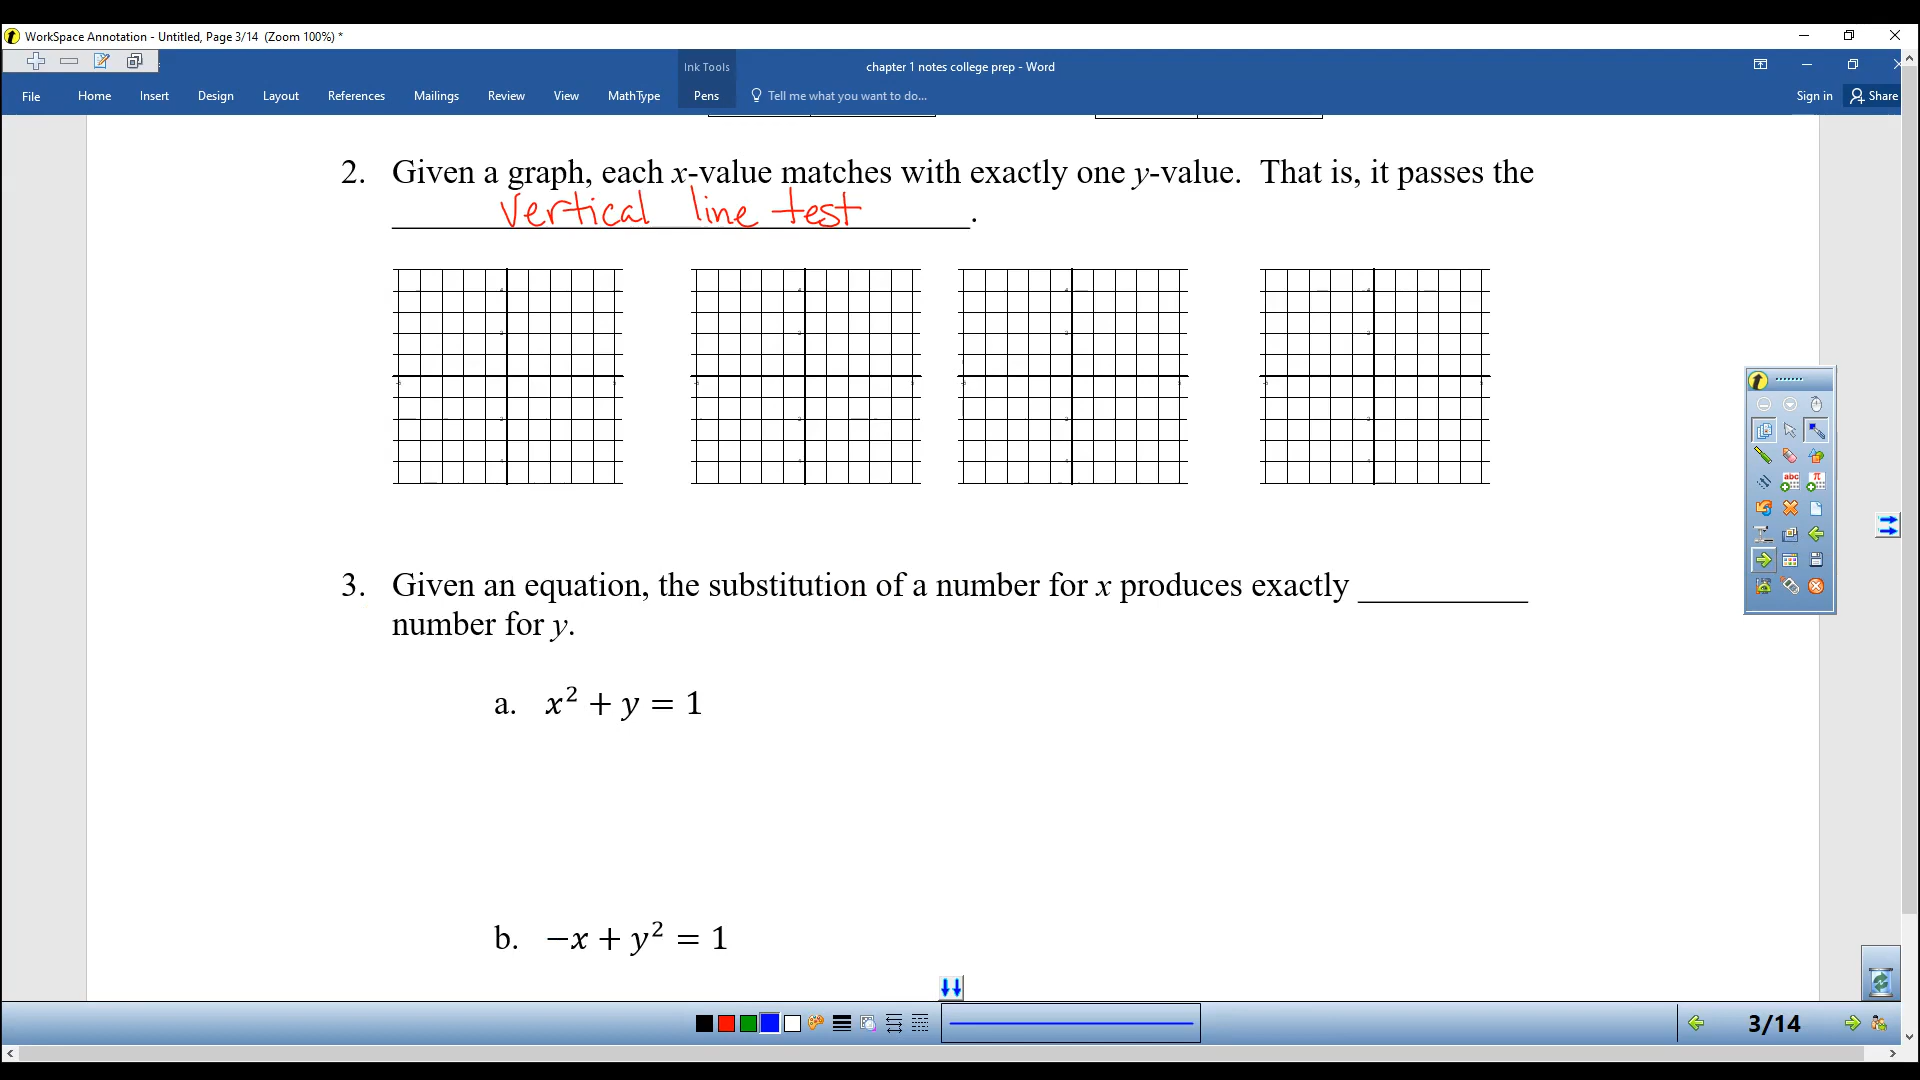 WorkSpace Annotation - Untitled, Page 3/14 (Zoom 100%) *
Ink Tools
chapter 1 notes college prep - Word
File Home Insert Design Layout References Mailings Review View MathType Pens Tell me what you want to do... Sign in Share
2. Given a graph, each x-value matches with exactly one y-value. That is, it passes the
vertical line test.
3. Given an equation, the substitution of a number for x produces exactly __________
number for y.
a. x² + y = 1
b. −x + y² = 1
3/14